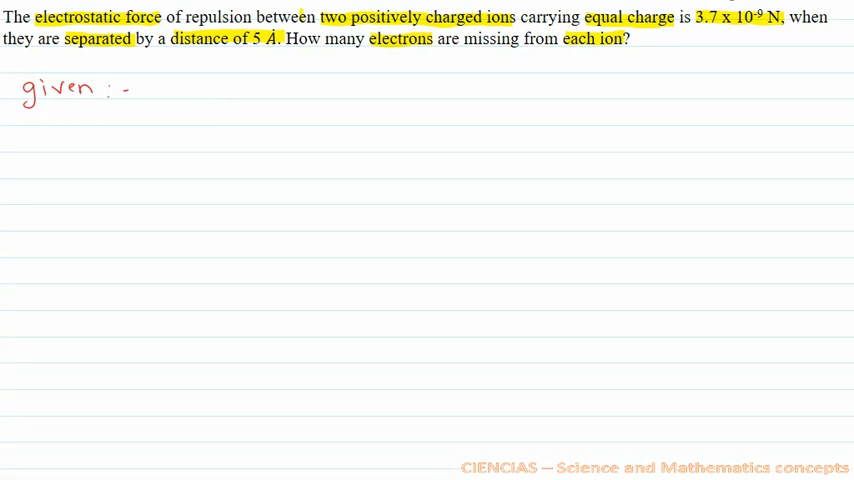 The electrostatic force of repulsion between two positively charged ions carrying equal charge is 3.7 x 10⁻⁹ N, when
they are separated by a distance of 5 Å. How many electrons are missing from each ion?
given : -
CIENCIAS – Science and Mathematics concepts